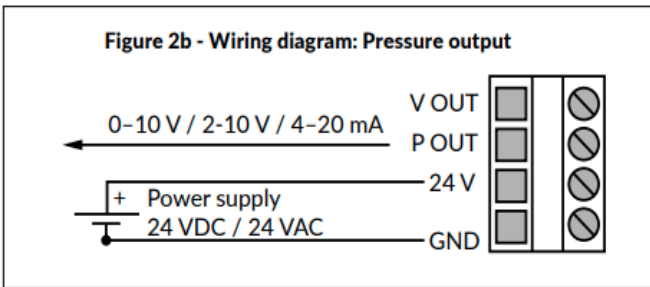 Figure 2b - Wiring diagram: Pressure output
V OUT
0–10 V / 2-10 V / 4–20 mA
P OUT
24 V
+ Power supply
24 VDC / 24 VAC
GND